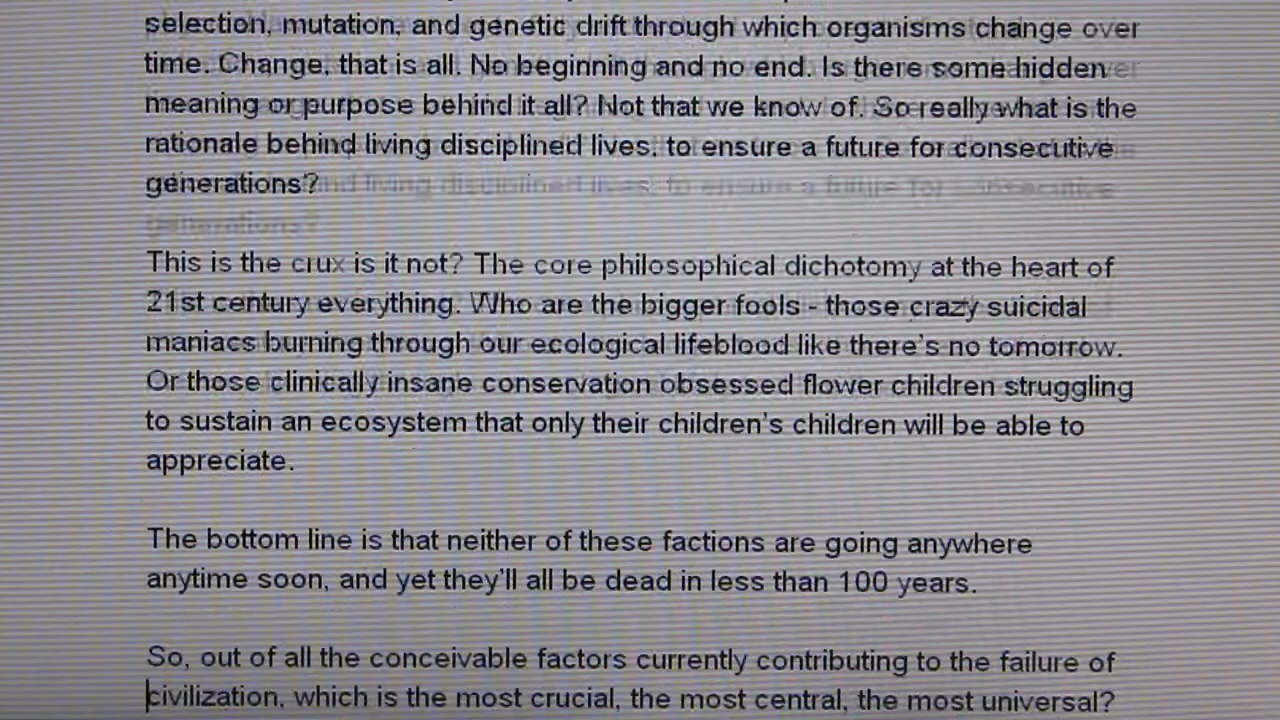 selection, mutation, and genetic drift through which organisms change over
time. Change, that is all. No beginning and no end. Is there some hidden
meaning or purpose behind it all? Not that we know of. So really what is the
rationale behind living disciplined lives, to ensure a future for consecutive
generations?
This is the crux is it not? The core philosophical dichotomy at the heart of
21st century everything. Who are the bigger fools - those crazy suicidal
maniacs burning through our ecological lifeblood like there's no tomorrow.
Or those clinically insane conservation obsessed flower children struggling
to sustain an ecosystem that only their children's children will be able to
appreciate.
The bottom line is that neither of these factions are going anywhere
anytime soon, and yet they'll all be dead in less than 100 years.
So, out of all the conceivable factors currently contributing to the failure of
civilization, which is the most crucial, the most central, the most universal?